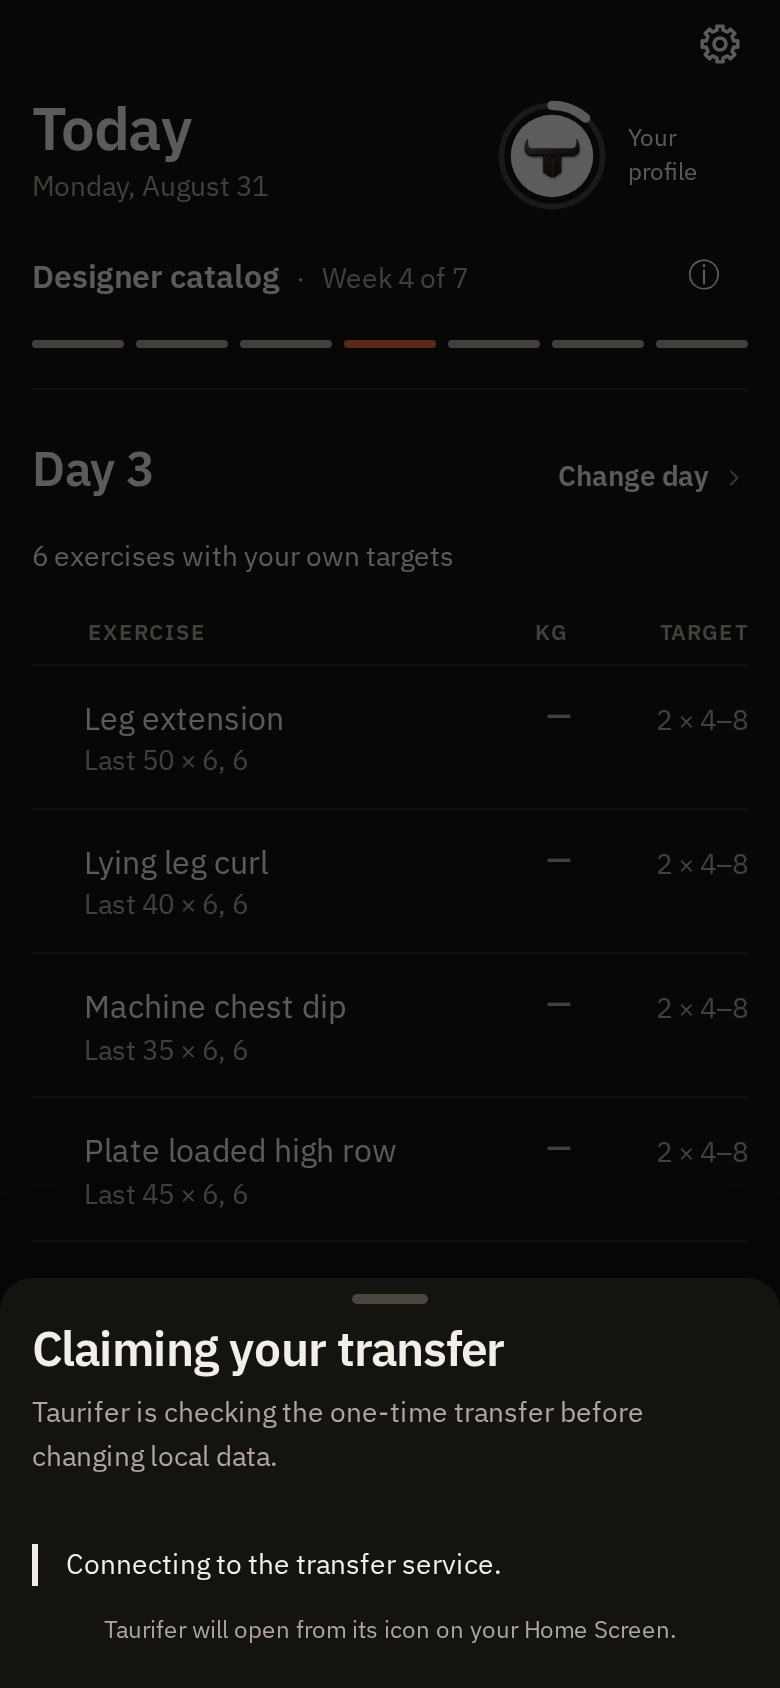 Today
Monday, August 31
Your
profile
Designer catalog · Week 4 of 7
Day 3
Change day
6 exercises with your own targets
EXERCISE KG TARGET
Leg extension — 2 × 4–8
Last 50 × 6, 6
Lying leg curl — 2 × 4–8
Last 40 × 6, 6
Machine chest dip — 2 × 4–8
Last 35 × 6, 6
Plate loaded high row — 2 × 4–8
Last 45 × 6, 6
Claiming your transfer
Taurifer is checking the one-time transfer before
changing local data.
Connecting to the transfer service.
Taurifer will open from its icon on your Home Screen.